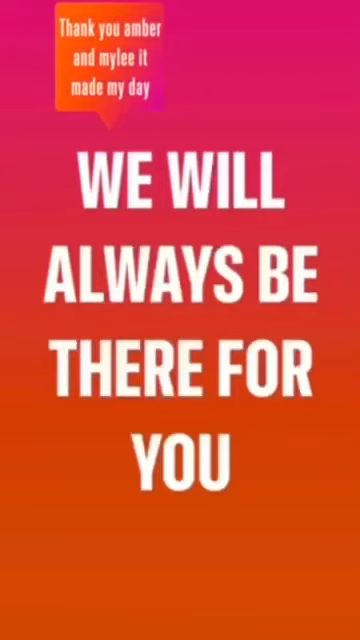 Thank you amber
and mylee it
made my day
WE WILL
ALWAYS BE
THERE FOR
YOU